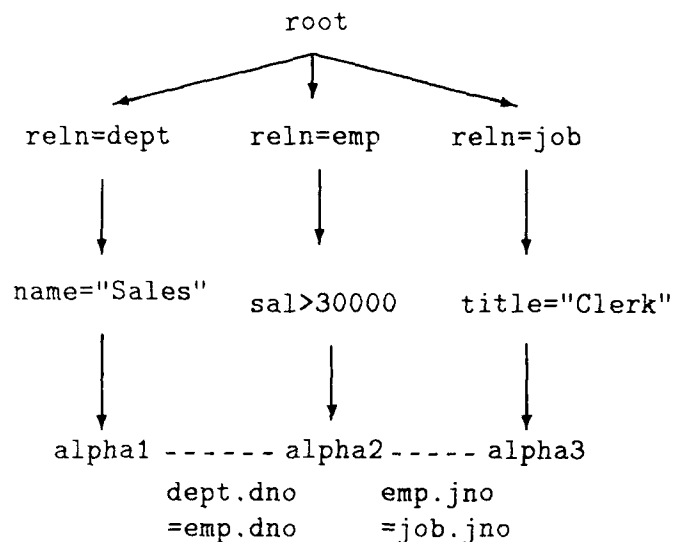 root
reln=dept reln=emp reln=job
name="Sales" sal>30000 title="Clerk"
alpha1 ------ alpha2 ----- alpha3
dept.dno emp.jno
=emp.dno =job.jno